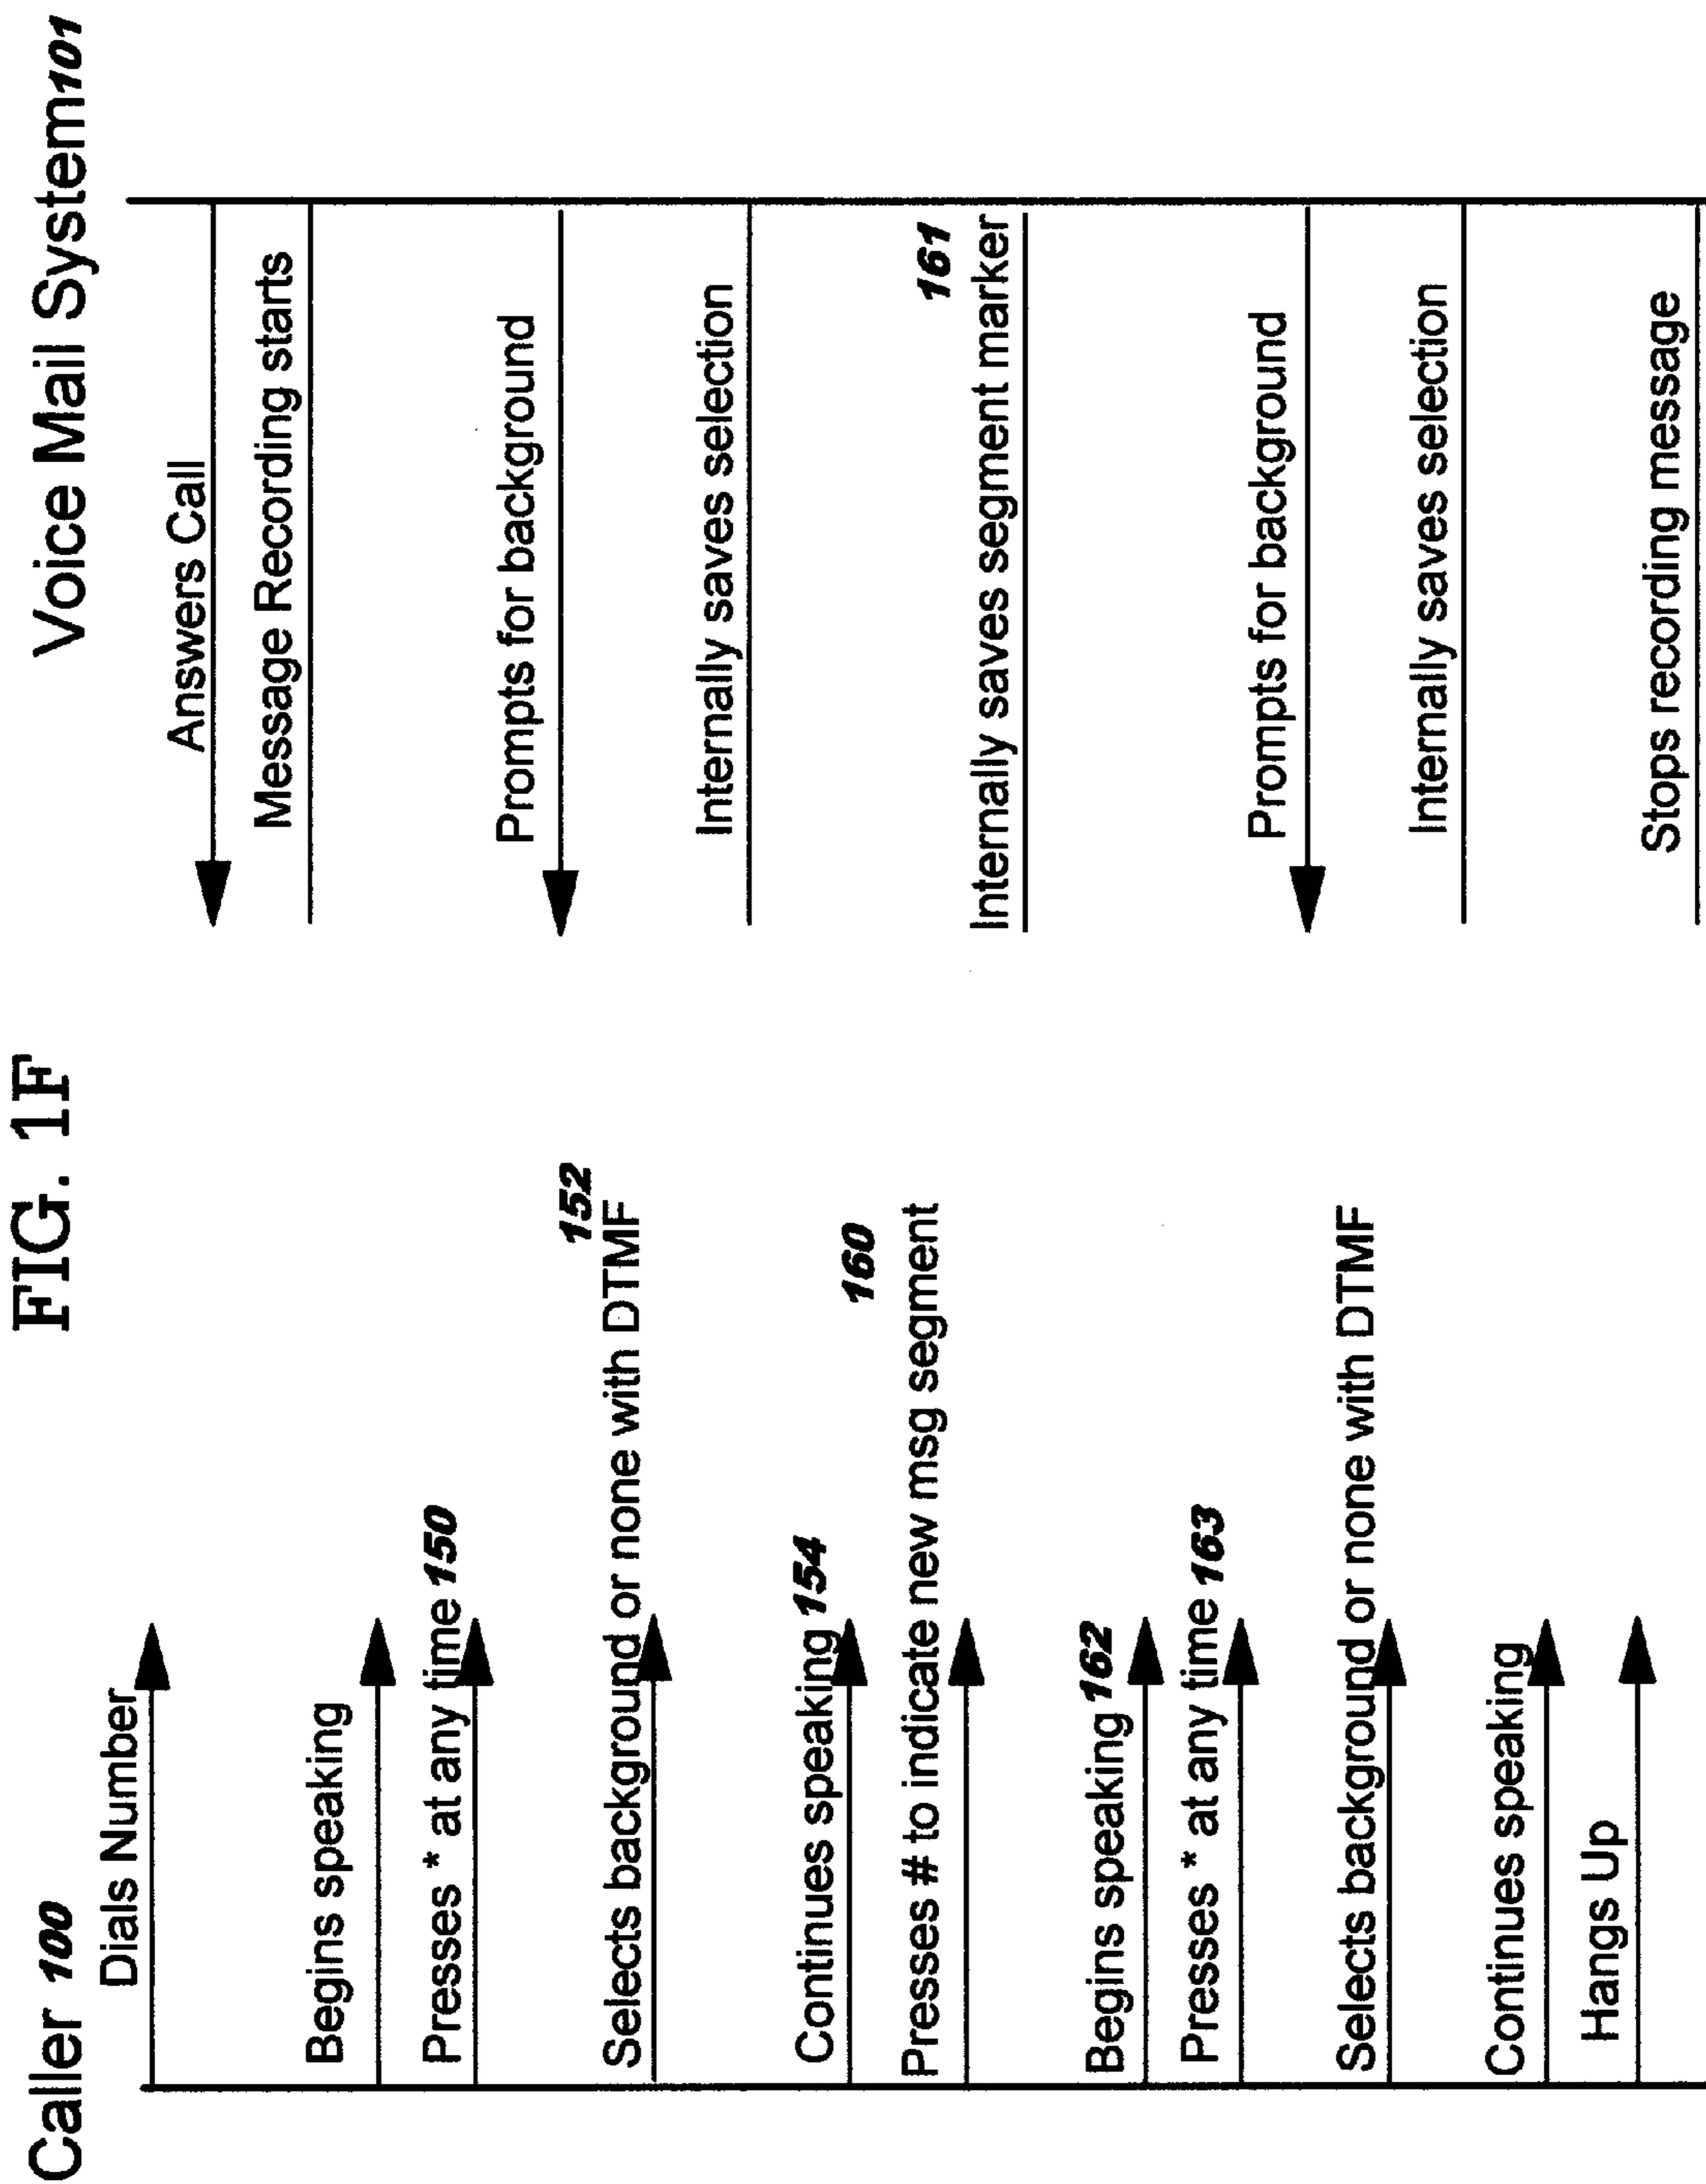 FIG. 1F
Caller 100
Voice Mail System 101
Dials Number
Answers Call
Message Recording starts
Begins speaking
Presses * at any time 150
Prompts for background
152
Selects background or none with DTMF
Internally saves selection
Continues speaking 154
160
Presses # to indicate new msg segment
161
Internally saves segment marker
Begins speaking 162
Presses * at any time 163
Prompts for background
Selects background or none with DTMF
Internally saves selection
Continues speaking
Hangs Up
Stops recording message